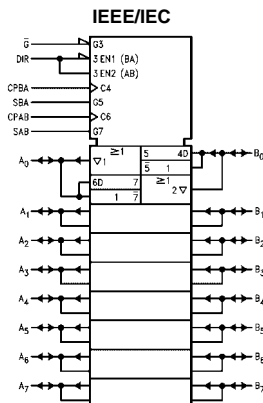 IEEE/IEC
G̅ G3
DIR 3 EN1 (BA)
3 EN2 (AB)
CPBA C4
SBA G5
CPAB C6
SAB G7
A0 ≥1 5 4D B0
▽1 5̅ 1
6D 7 ≥1
1 7̅ 2▽
A1 B1
A2 B2
A3 B3
A4 B4
A5 B5
A6 B6
A7 B7